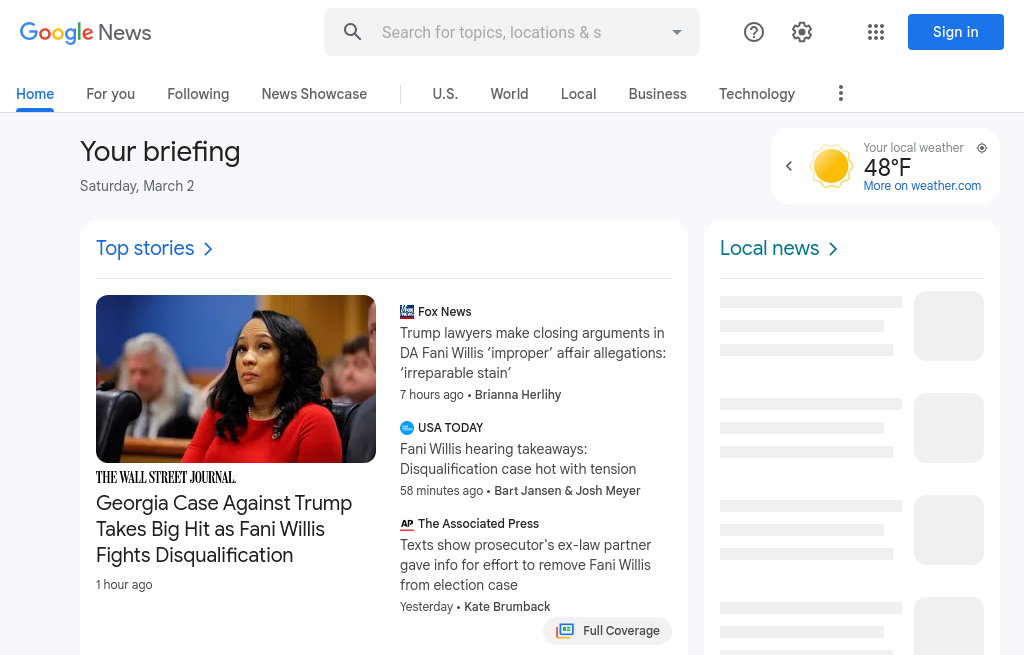 Google News
Search for topics, locations & s
Sign in
Home
For you
Following
News Showcase
U.S.
World
Local
Business
Technology
Your briefing
Saturday, March 2
Your local weather
48°F
More on weather.com
Top stories
THE WALL STREET JOURNAL.
Georgia Case Against Trump
Takes Big Hit as Fani Willis
Fights Disqualification
1 hour ago
Fox News
Trump lawyers make closing arguments in
DA Fani Willis ‘improper’ affair allegations:
‘irreparable stain’
7 hours ago • Brianna Herlihy
USA TODAY
Fani Willis hearing takeaways:
Disqualification case hot with tension
58 minutes ago • Bart Jansen & Josh Meyer
AP The Associated Press
Texts show prosecutor's ex-law partner
gave info for effort to remove Fani Willis
from election case
Yesterday • Kate Brumback
Full Coverage
Local news